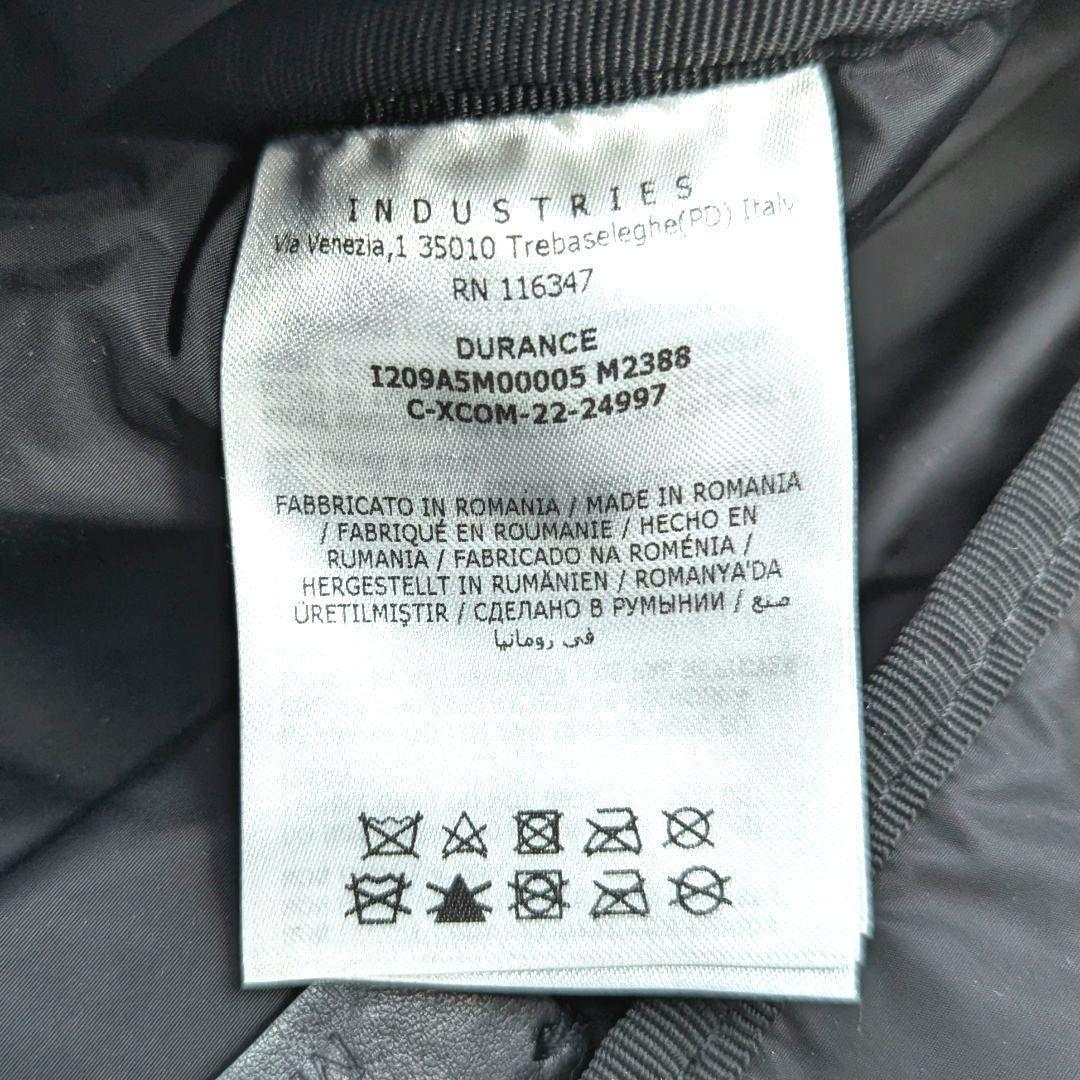 INDUSTRIES
Via Venezia,1 35010 Trebaseleghe(PD) Italy
RN 116347
DURANCE
I209A5M00005 M2388
C-XCOM-22-24997
FABBRICATO IN ROMANIA / MADE IN ROMANIA
/ FABRIQUÉ EN ROUMANIE / HECHO EN
RUMANIA / FABRICADO NA ROMÉNIA /
HERGESTELLT IN RUMÄNIEN / ROMANYA'DA
ÜRETILMIŞTIR / СДЕЛАНО В РУМЫНИИ / صنع
في رومانيا